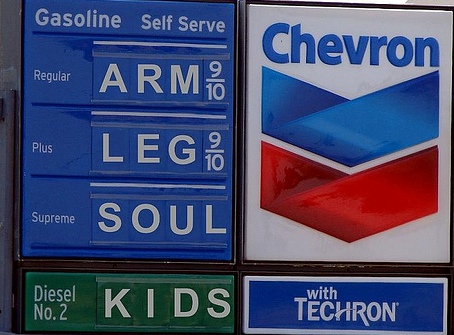 Gasoline Self Serve
Regular ARM 9/10
Plus LEG 9/10
Supreme SOUL
Diesel No. 2 KIDS
Chevron
with
TECHRON®